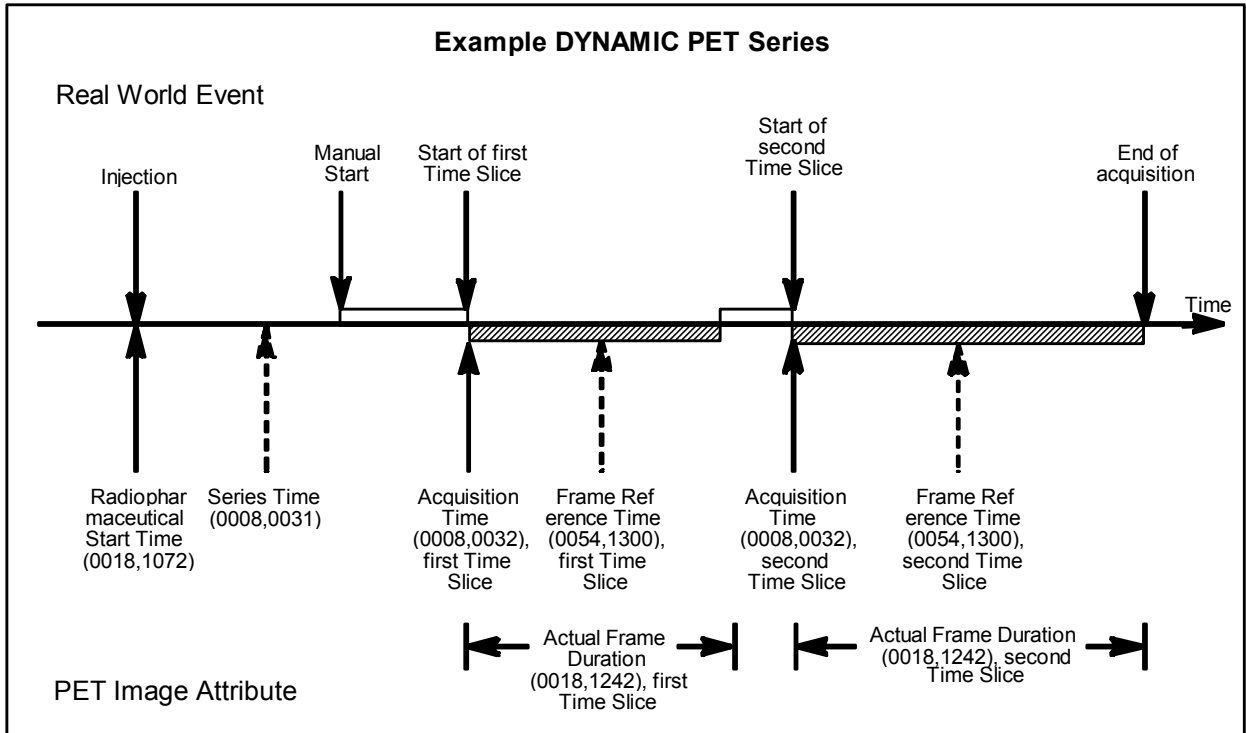 Example DYNAMIC PET Series
Real World Event
Injection
Manual
Start
Start of first
Time Slice
Start of
second
Time Slice
End of
acquisition
Time
Radiophar
maceutical
Start Time
(0018,1072)
Series Time
(0008,0031)
Acquisition
Time
(0008,0032),
first Time
Slice
Frame Ref
erence Time
(0054,1300),
first Time
Slice
Acquisition
Time
(0008,0032),
second
Time Slice
Frame Ref
erence Time
(0054,1300),
second Time
Slice
Actual Frame
Duration
(0018,1242), first
Time Slice
Actual Frame Duration
(0018,1242), second
Time Slice
PET Image Attribute